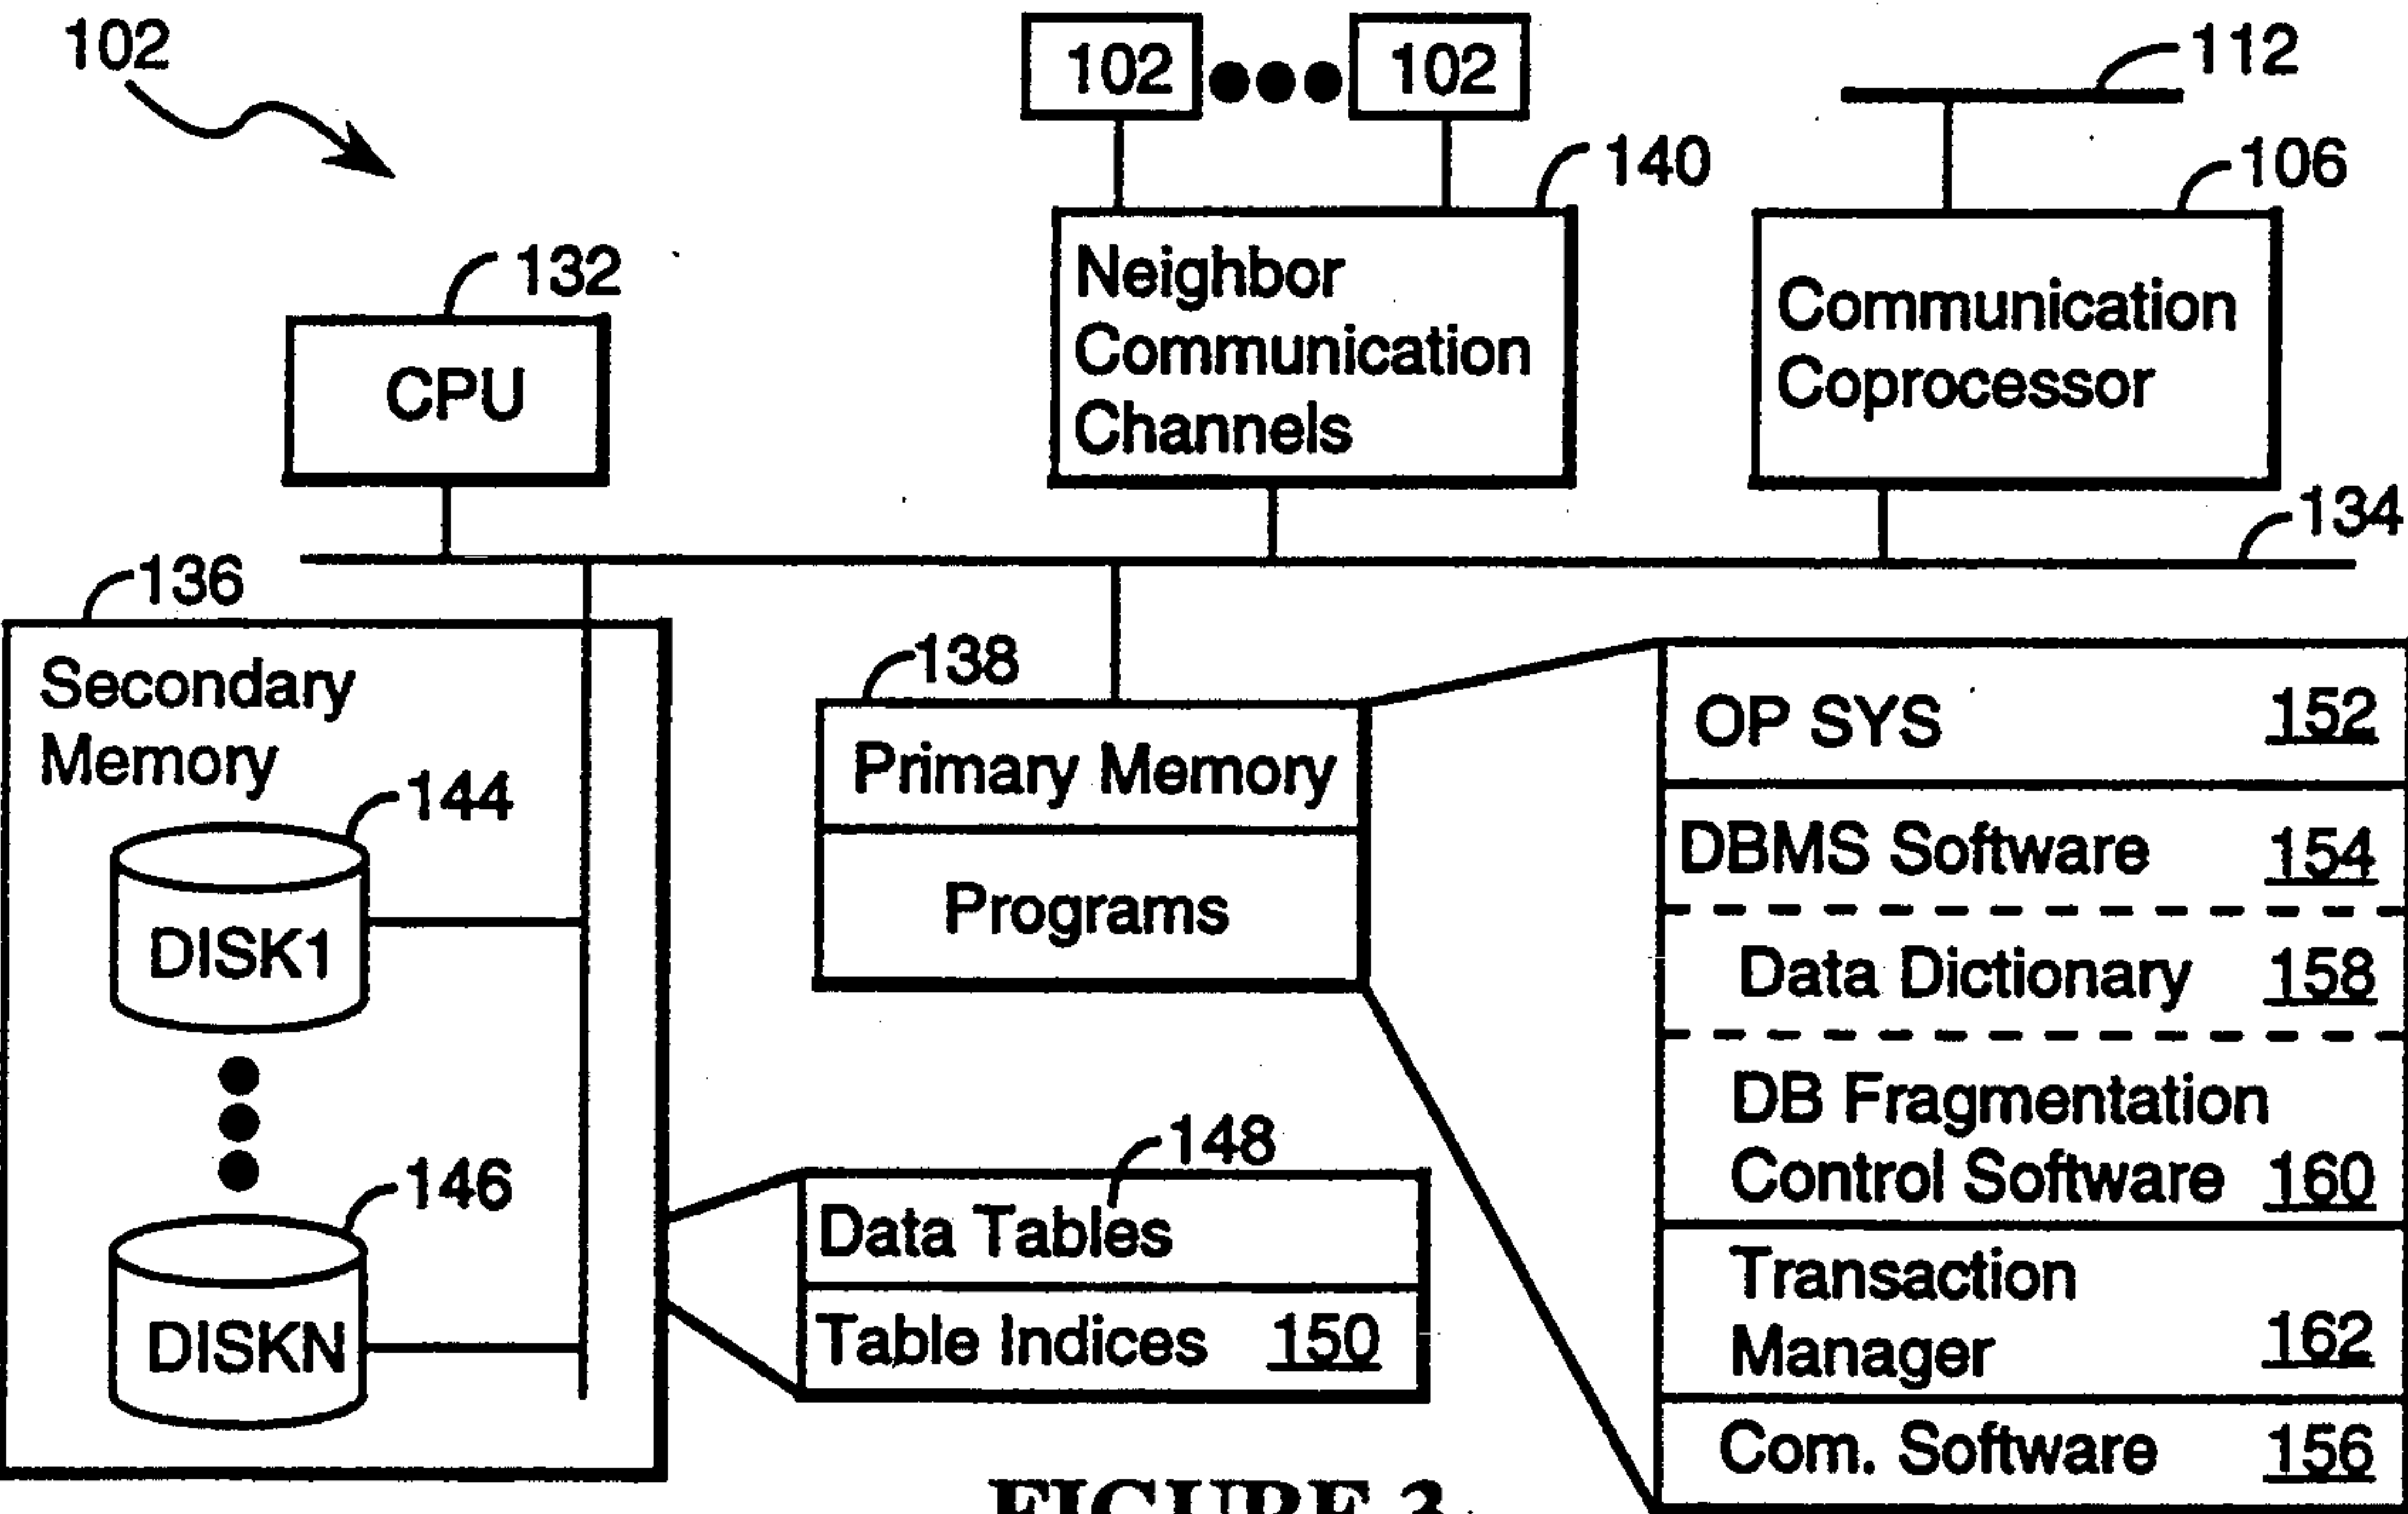 102
102
102
112
140
106
132
Neighbor
Communication
Channels
Communication
Coprocessor
CPU
134
136
Secondary
Memory
138
Primary Memory
Programs
144
DISK1
146
DISKN
148
Data Tables
Table Indices 150
OP SYS 152
DBMS Software 154
Data Dictionary 158
DB Fragmentation
Control Software 160
Transaction
Manager 162
Com. Software 156
FIGURE 3